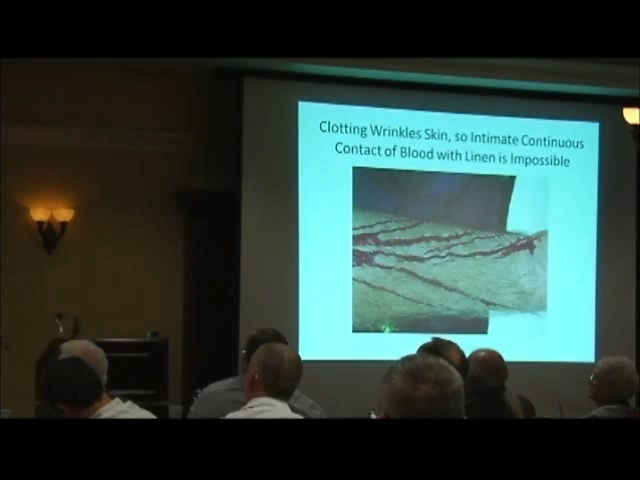 Clotting Wrinkles Skin, so Intimate Continuous
Contact of Blood with Linen is Impossible